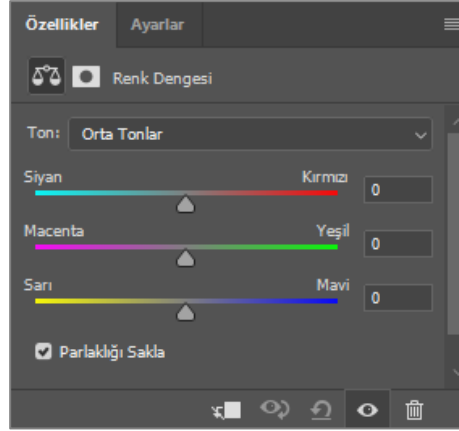 Özellikler Ayarlar
Renk Dengesi
Ton: Orta Tonlar
Siyan Kırmızı 0
Macenta Yeşil 0
Sarı Mavi 0
Parlaklığı Sakla